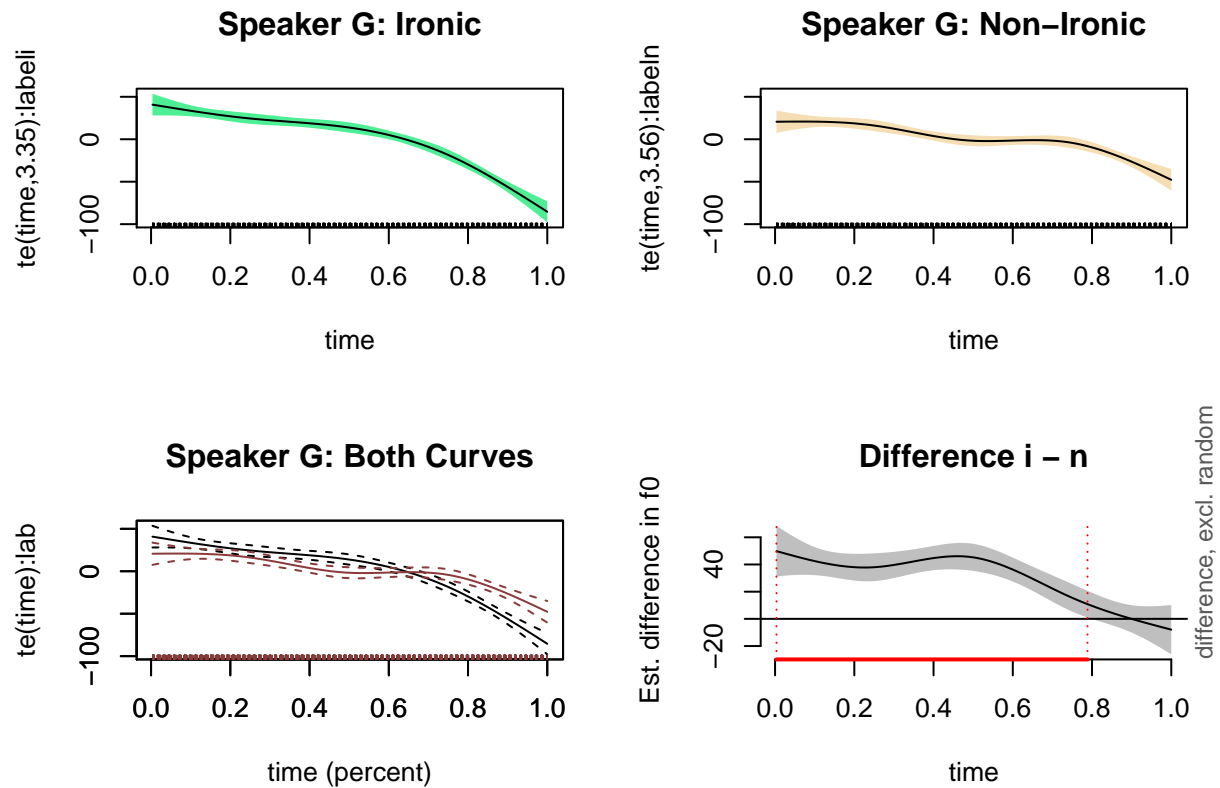 Speaker G: Ironic
te(time,3.35):labeli
0
−100
0.0 0.2 0.4 0.6 0.8 1.0
time
Speaker G: Non−Ironic
te(time,3.56):labeln
0
−100
0.0 0.2 0.4 0.6 0.8 1.0
time
Speaker G: Both Curves
te(time):lab
0
−100
0.0 0.2 0.4 0.6 0.8 1.0
time (percent)
Difference i − n
Est. difference in f0
40
−20
0.0 0.2 0.4 0.6 0.8 1.0
time
difference, excl. random